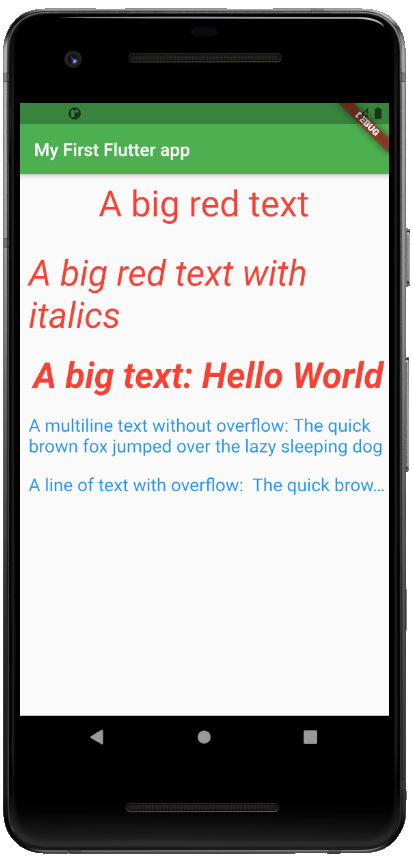 DEBUG
My First Flutter app
A big red text
A big red text with
italics
A big text: Hello World
A multiline text without overflow: The quick
brown fox jumped over the lazy sleeping dog
A line of text with overflow:  The quick brow...